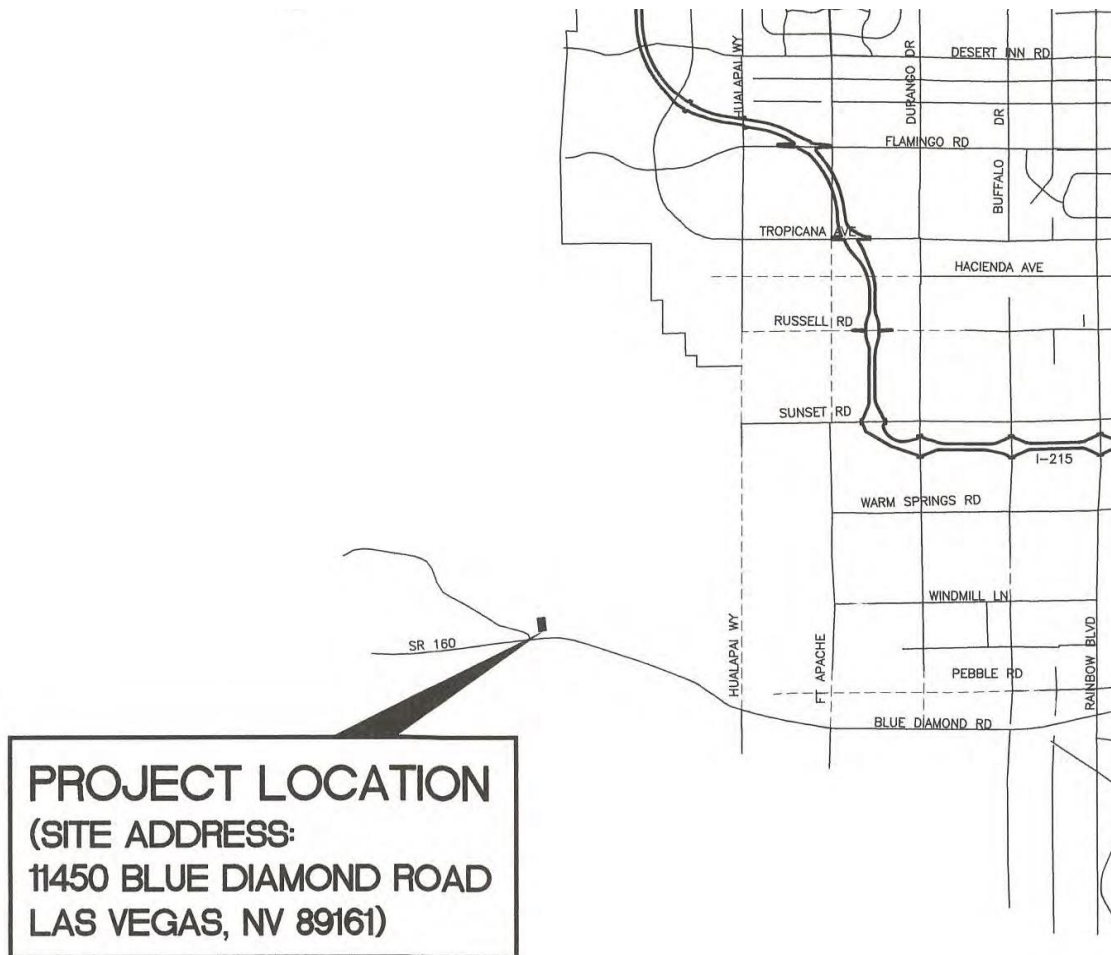 HUALAPAI WY
DURANGO DR
DESERT INN RD
BUFFALO DR
FLAMINGO RD
TROPICANA AVE
HACIENDA AVE
RUSSELL RD
SUNSET RD
I-215
WARM SPRINGS RD
WINDMILL LN
SR 160
HUALAPAI WY
FT APACHE
PEBBLE RD
RAINBOW BLVD
BLUE DIAMOND RD
PROJECT LOCATION
(SITE ADDRESS:
11450 BLUE DIAMOND ROAD
LAS VEGAS, NV 89161)